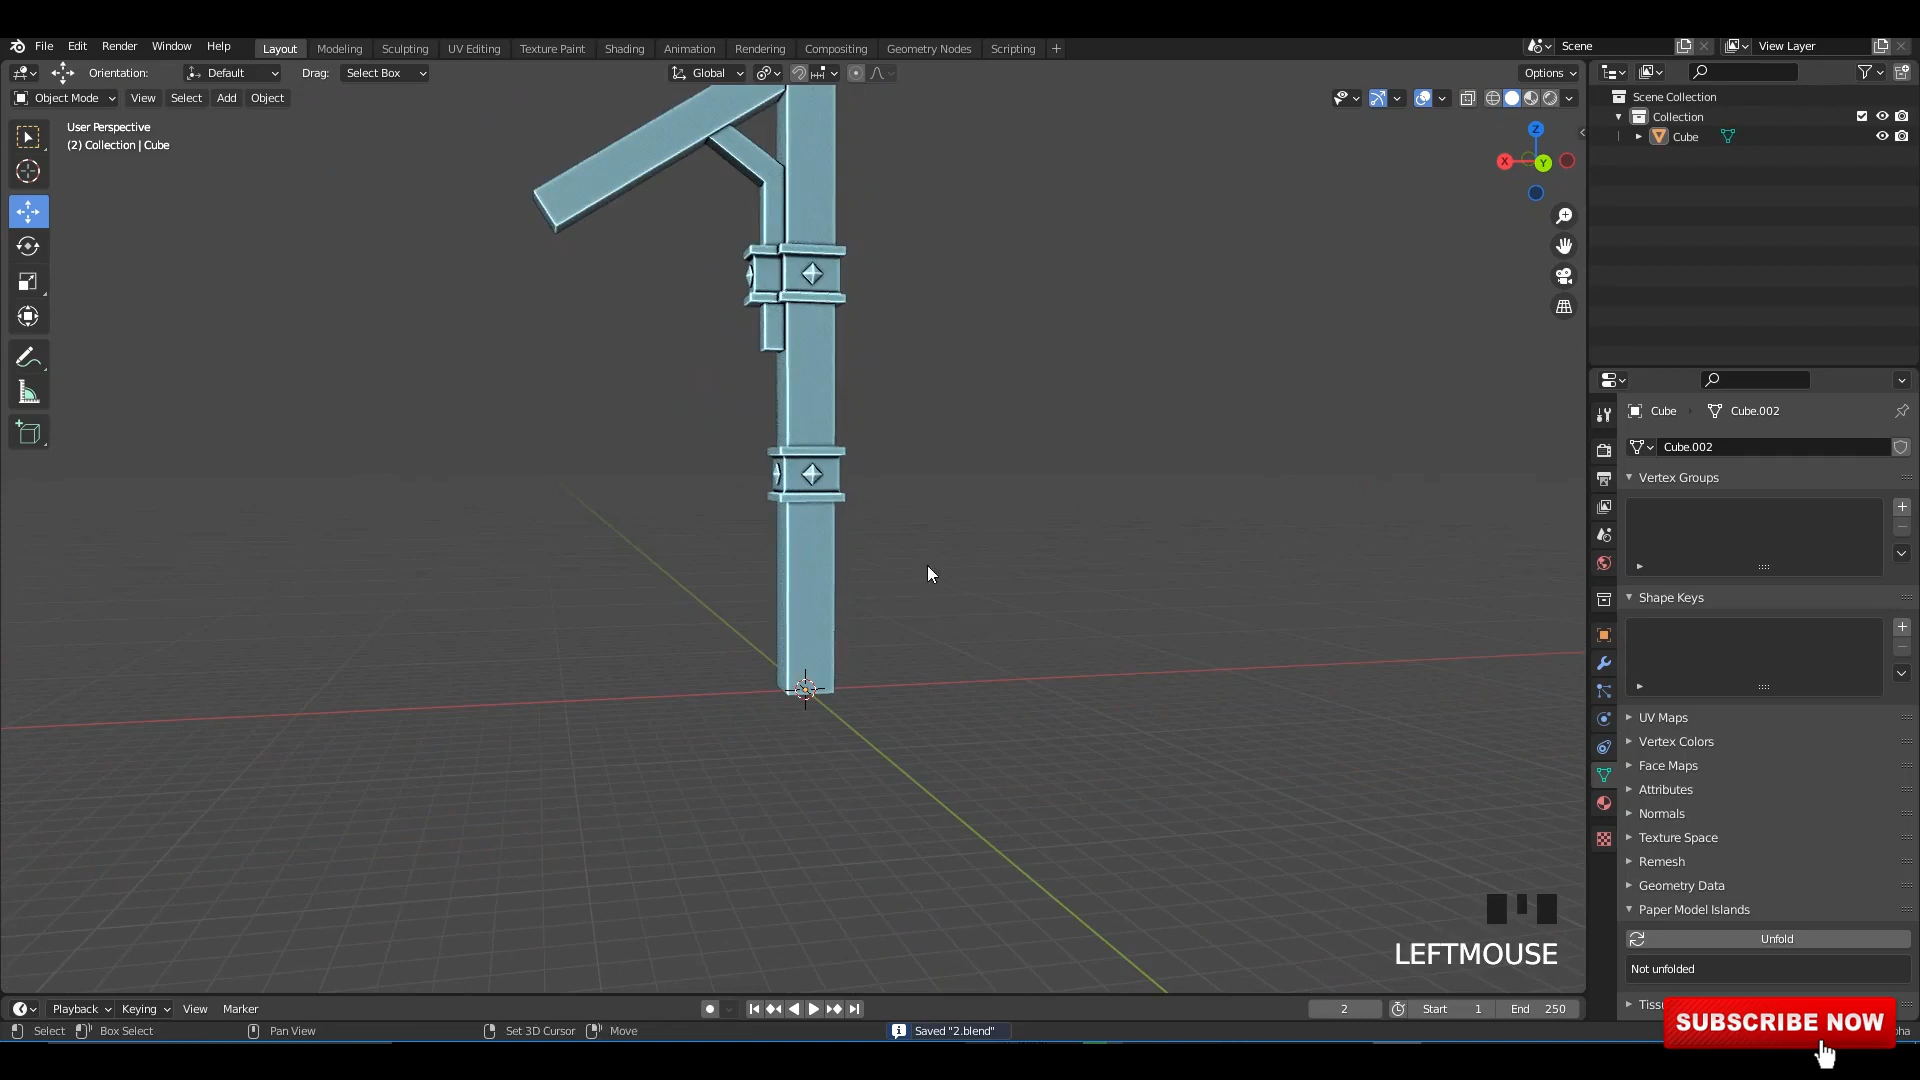 File Edit Render Window Help
Layout Modeling Sculpting UV Editing Texture Paint Shading Animation Rendering Compositing Geometry Nodes Scripting +
Scene
View Layer
Orientation: Default Drag: Select Box
Global
Options
Object Mode View Select Add Object
User Perspective
(2) Collection | Cube
Z
X
Y
Scene Collection
Collection
Cube
Cube Cube.002
Cube.002
Vertex Groups
Shape Keys
UV Maps
Vertex Colors
Face Maps
Attributes
Normals
Texture Space
Remesh
Geometry Data
Paper Model Islands
Unfold
Not unfolded
LEFTMOUSE
SUBSCRIBE NOW
Playback Keying View Marker
2 Start 1 End 250
Select Box Select Pan View Set 3D Cursor Move
Saved "2.blend"